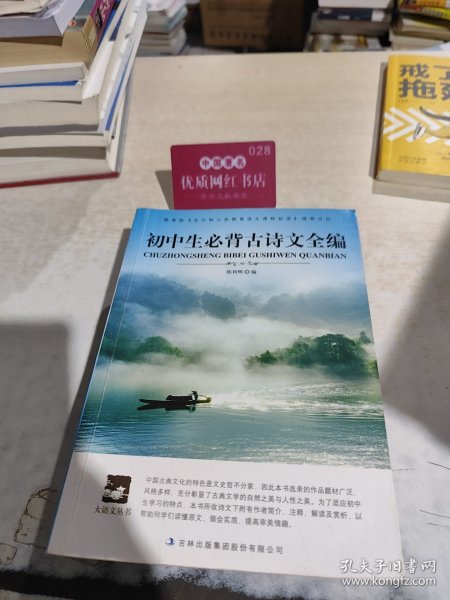 028
中国著名
优质网红书店
戒了
拖延
初中生必背古诗文全编
CHUZHONGSHENG BIBEI GUSHIWEN QUANBIAN
编
中国古典文化的特色是文史哲不分家，因此本书选录的作品题材广泛、
风格多样，充分彰显了古典文学的自然之美与人性之美。为了适应初中
生学习的特点，本书所收诗文下附有作者简介、注释、解读及赏析，以
帮助同学们读懂原文，领会实质，提高审美情趣。
大语文丛书
吉林出版集团股份有限公司
孔夫子旧书网
www.kongfz.com